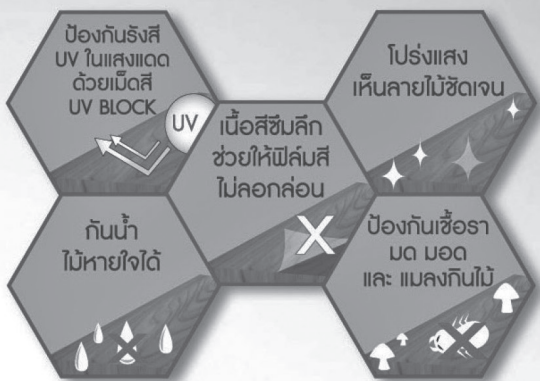 ป้องกันรังสี
UV ในแสงแดด
ด้วยเม็ดสี
UV BLOCK
UV
โปร่งแสง
เห็นลายไม้ชัดเจน
เนื้อสีซึมลึก
ช่วยให้ฟิล์มสี
ไม่ลอกล่อน
X
กันน้ำ
ไม้หายใจได้
ป้องกันเชื้อรา
มด มอด
และ แมลงกินไม้